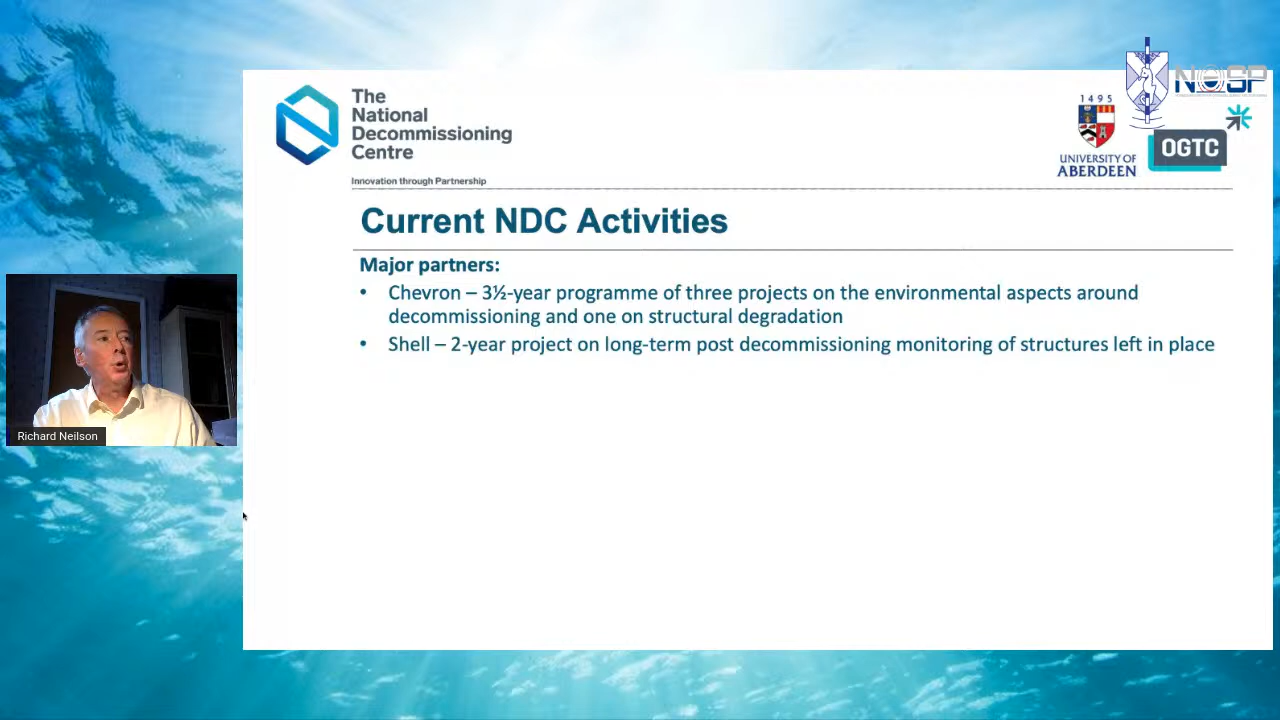 The
National
Decommissioning
Centre
Innovation through Partnership
1495
UNIVERSITY OF
ABERDEEN
OGTC
Current NDC Activities
Major partners:
• Chevron – 3½-year programme of three projects on the environmental aspects around
decommissioning and one on structural degradation
• Shell – 2-year project on long-term post decommissioning monitoring of structures left in place
Richard Neilson